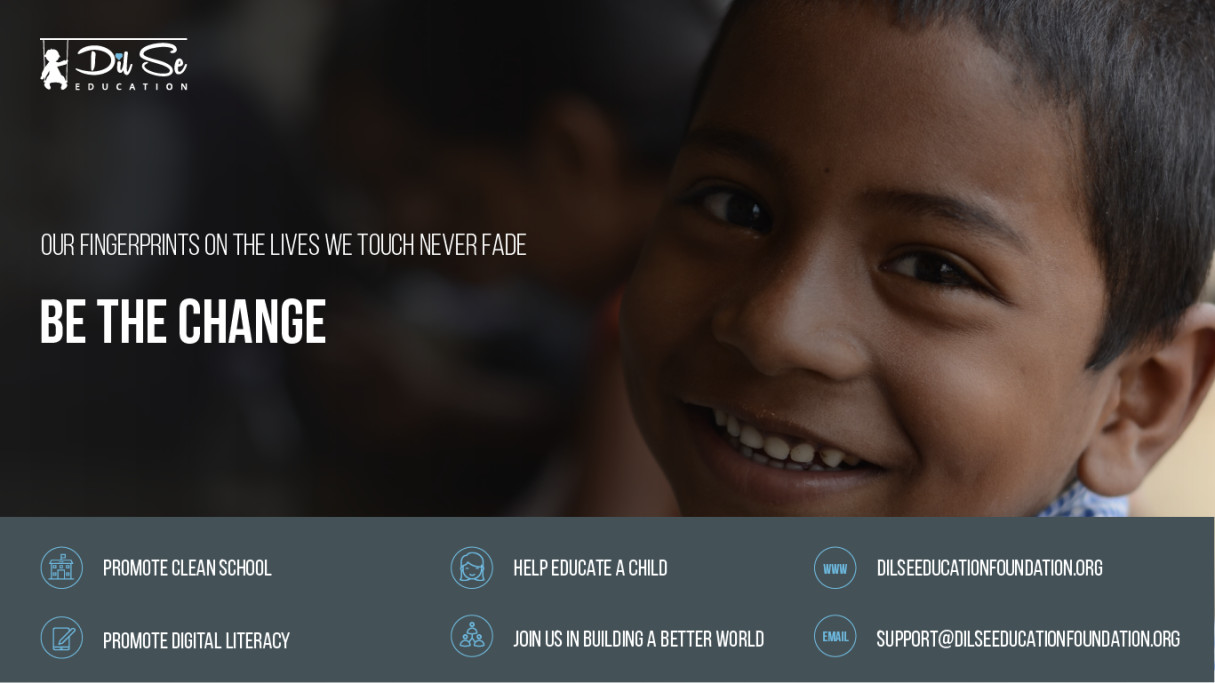 Dil Se
EDUCATION
OUR FINGERPRINTS ON THE LIVES WE TOUCH NEVER FADE
BE THE CHANGE
PROMOTE CLEAN SCHOOL
HELP EDUCATE A CHILD
WWW
DILSEEDUCATIONFOUNDATION.ORG
PROMOTE DIGITAL LITERACY
JOIN US IN BUILDING A BETTER WORLD
EMAIL
SUPPORT@DILSEEDUCATIONFOUNDATION.ORG